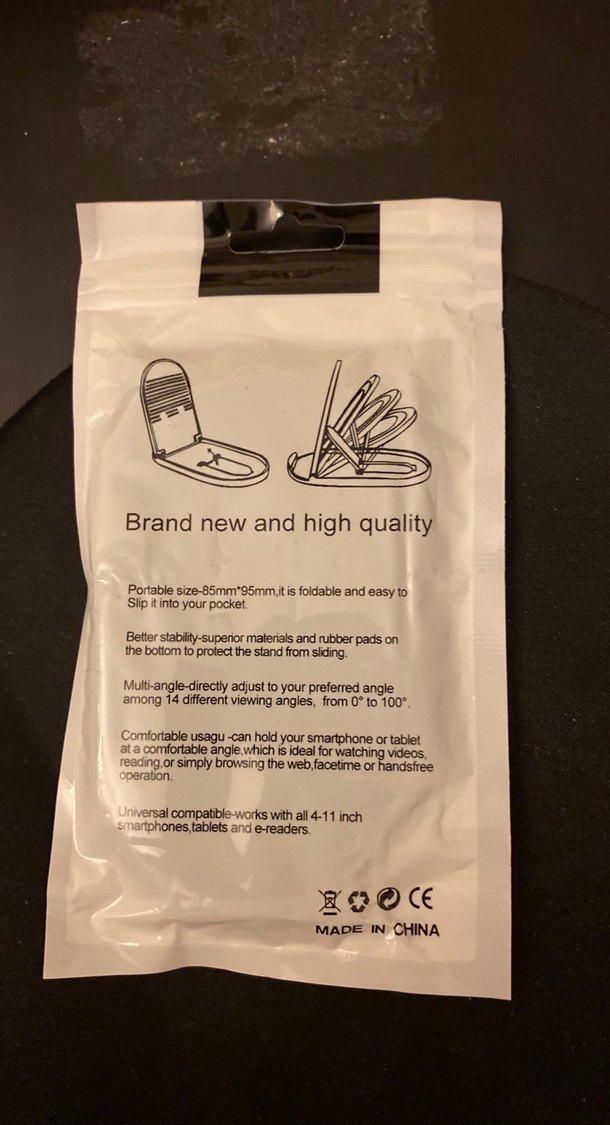 Brand new and high quality
Portable size-85mm*95mm,it is foldable and easy to
Slip it into your pocket.
Better stability-superior materials and rubber pads on
the bottom to protect the stand from sliding.
Multi-angle-directly adjust to your preferred angle
among 14 different viewing angles, from 0° to 100°.
Comfortable usagu -can hold your smartphone or tablet
at a comfortable angle,which is ideal for watching videos,
reading,or simply browsing the web,facetime or handsfree
operation.
Universal compatible-works with all 4-11 inch
smartphones,tablets and e-readers.
CE
MADE IN CHINA